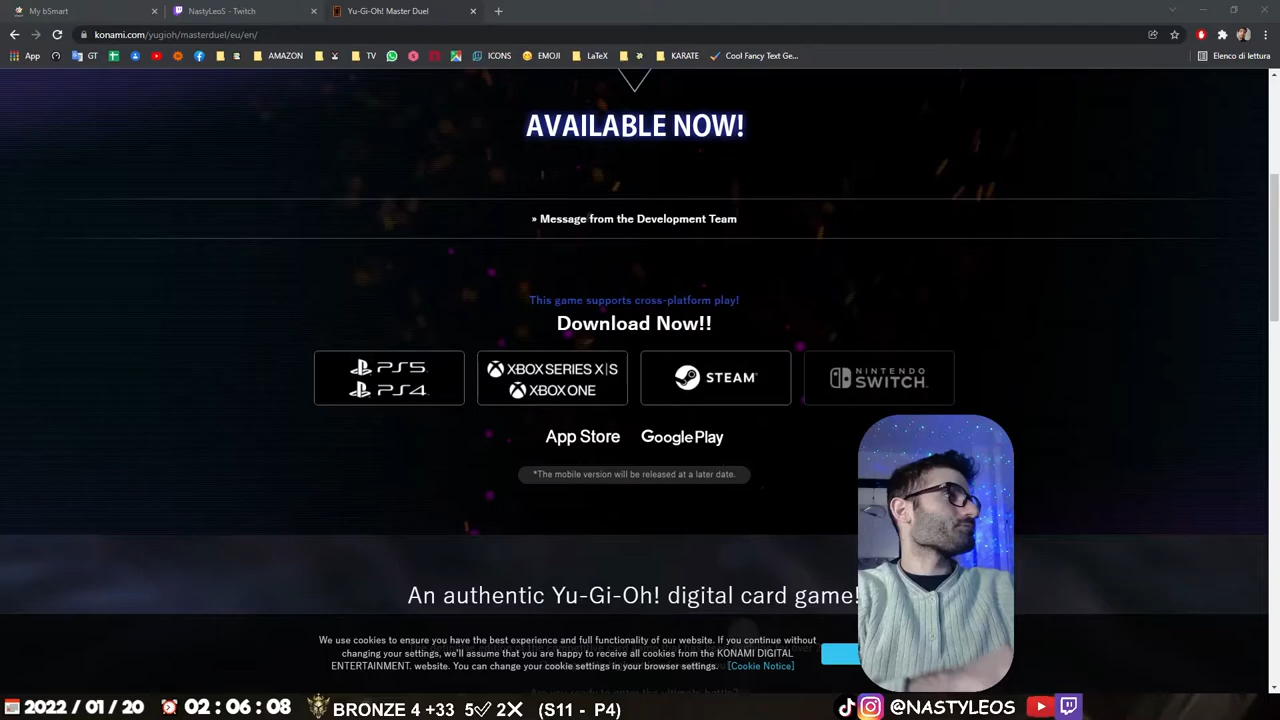 My bSmart
NastyLeoS - Twitch
Yu-Gi-Oh! Master Duel
konami.com/yugioh/masterduel/eu/en/
App
GT
AMAZON
TV
ICONS
EMOJI
LaTeX
KARATE
Cool Fancy Text Ge...
Elenco di lettura
AVAILABLE NOW!
» Message from the Development Team
This game supports cross-platform play!
Download Now!!
PS5
PS4
XBOX SERIES X|S
XBOX ONE
STEAM
NINTENDO
SWITCH
App Store
Google Play
*The mobile version will be released at a later date.
An authentic Yu-Gi-Oh! digital card game!
We use cookies to ensure you have the best experience and full functionality of our website. If you continue without
changing your settings, we'll assume that you are happy to receive all cookies from the KONAMI DIGITAL
ENTERTAINMENT. website. You can change your cookie settings in your browser settings. [Cookie Notice]
2022 / 01 / 20
02 : 06 : 08
BRONZE 4 +33 5 2 (S11 - P4)
@NASTYLEOS